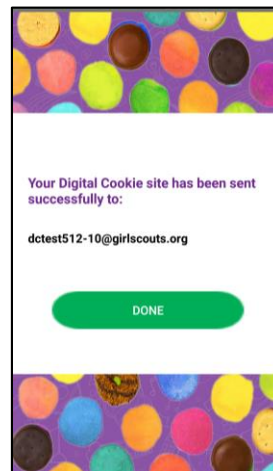 Your Digital Cookie site has been sent
successfully to:
dctest512-10@girlscouts.org
DONE